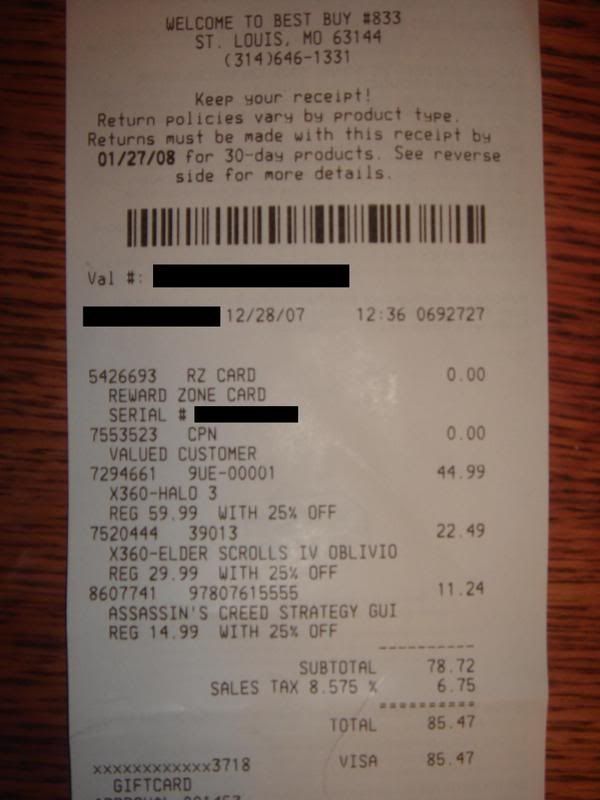 WELCOME TO BEST BUY #833
ST. LOUIS, MO 63144
(314)646-1331
Keep your receipt!
Return policies vary by product type.
Returns must be made with this receipt by
01/27/08 for 30-day products. See reverse
side for more details.
Val #:
12/28/07 12:36 0692727
5426693 RZ CARD 0.00
REWARD ZONE CARD
SERIAL #
7553523 CPN 0.00
VALUED CUSTOMER
7294661 9UE-00001 44.99
X360-HALO 3
REG 59.99 WITH 25% OFF
7520444 39013 22.49
X360-ELDER SCROLLS IV OBLIVIO
REG 29.99 WITH 25% OFF
8607741 97807615555 11.24
ASSASSIN'S CREED STRATEGY GUI
REG 14.99 WITH 25% OFF
----------
SUBTOTAL 78.72
SALES TAX 8.575 % 6.75
==========
TOTAL 85.47
xxxxxxxxxxxx3718 VISA 85.47
GIFTCARD